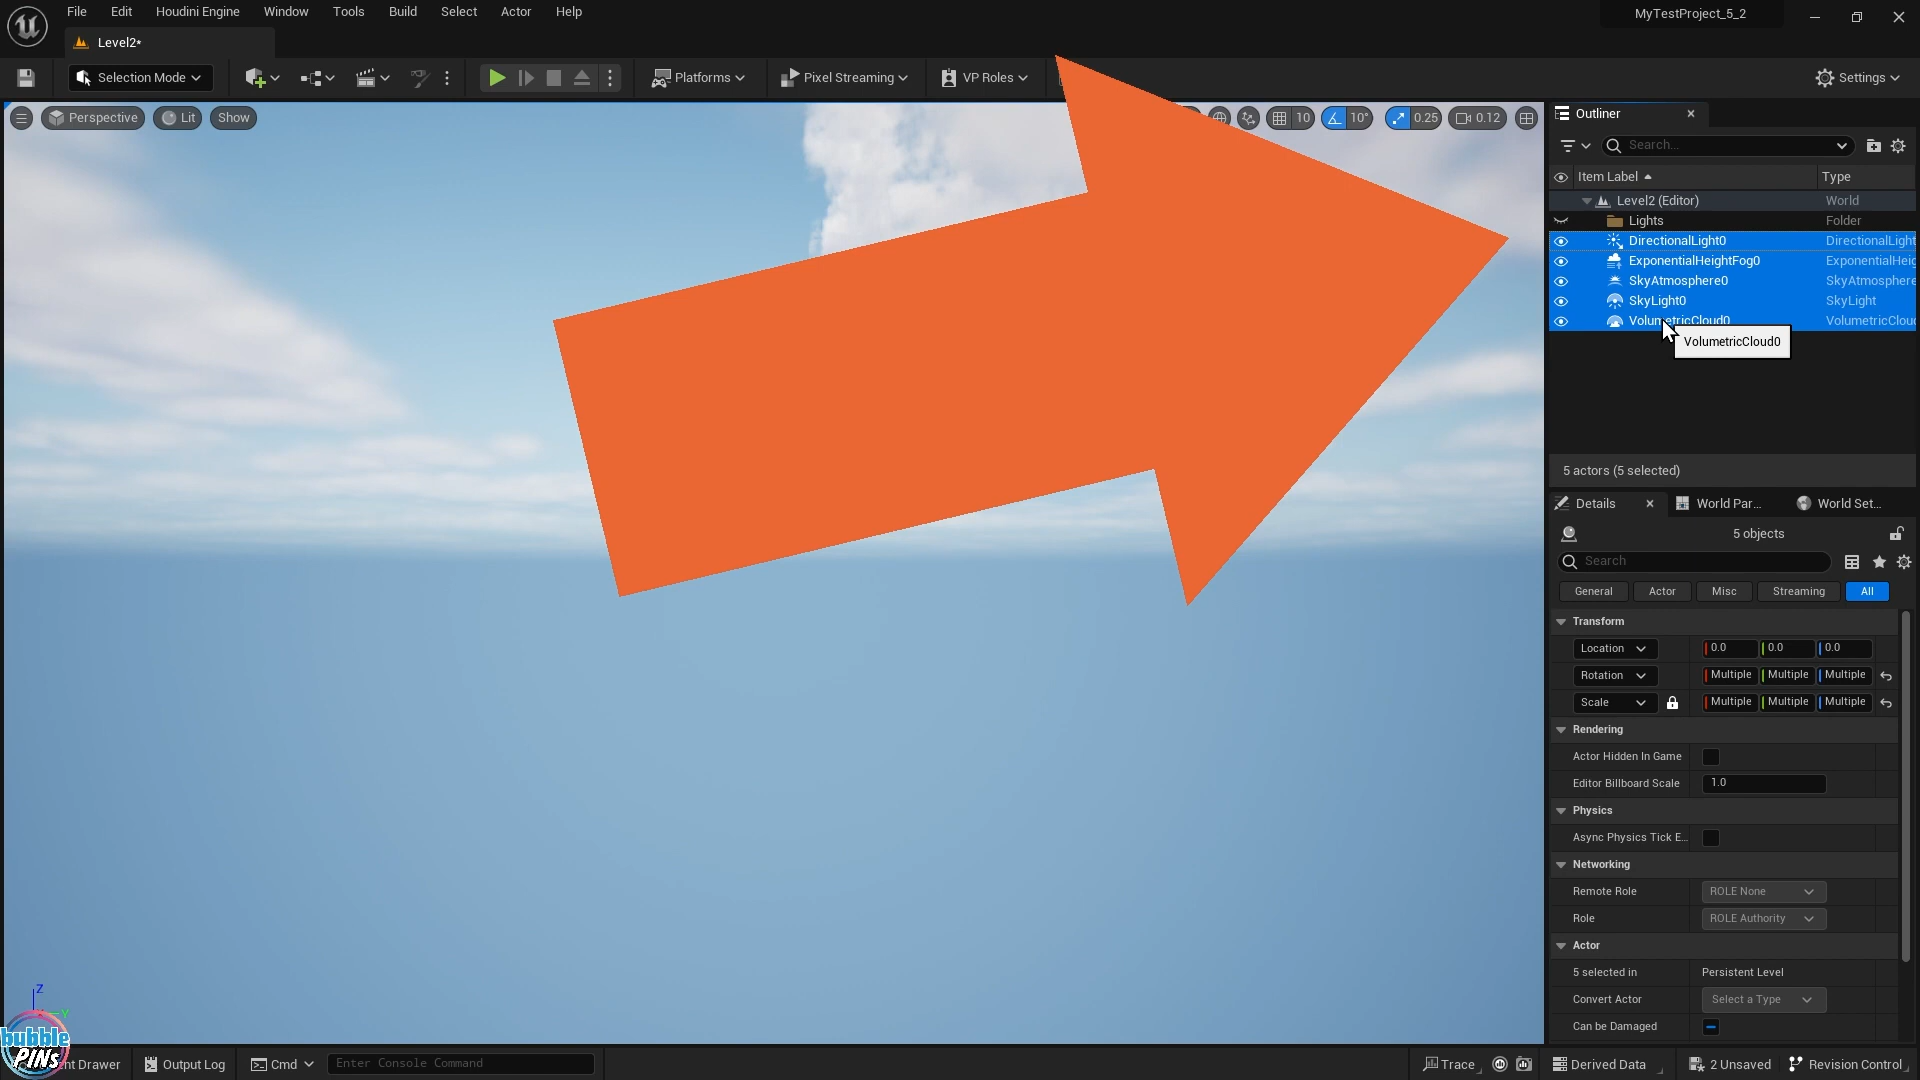 File Edit Houdini Engine Window Tools Build Select Actor Help
MyTestProject_5_2
Level2*
Selection Mode
Platforms
Pixel Streaming
VP Roles
Settings
Perspective
Lit
Show
10
10°
0.25
0.12
Outliner
Search...
Item Label
Type
Level2 (Editor)
World
Lights
Folder
DirectionalLight0
DirectionalLight
ExponentialHeightFog0
ExponentialHeig
SkyAtmosphere0
SkyAtmosphere
SkyLight0
SkyLight
VolumetricCloud0
VolumetricClou
VolumetricCloud0
5 actors (5 selected)
Details
World Par...
World Set...
5 objects
Search
General
Actor
Misc
Streaming
All
Transform
Location
0.0
0.0
0.0
Rotation
Multiple
Multiple
Multiple
Scale
Multiple
Multiple
Multiple
Rendering
Actor Hidden In Game
Editor Billboard Scale
1.0
Physics
Async Physics Tick E...
Networking
Remote Role
ROLE None
Role
ROLE Authority
Actor
5 selected in
Persistent Level
Convert Actor
Select a Type
Can be Damaged
Z
Y
bubble
PINs
nt Drawer
Output Log
Cmd
Enter Console Command
Trace
Derived Data
2 Unsaved
Revision Control